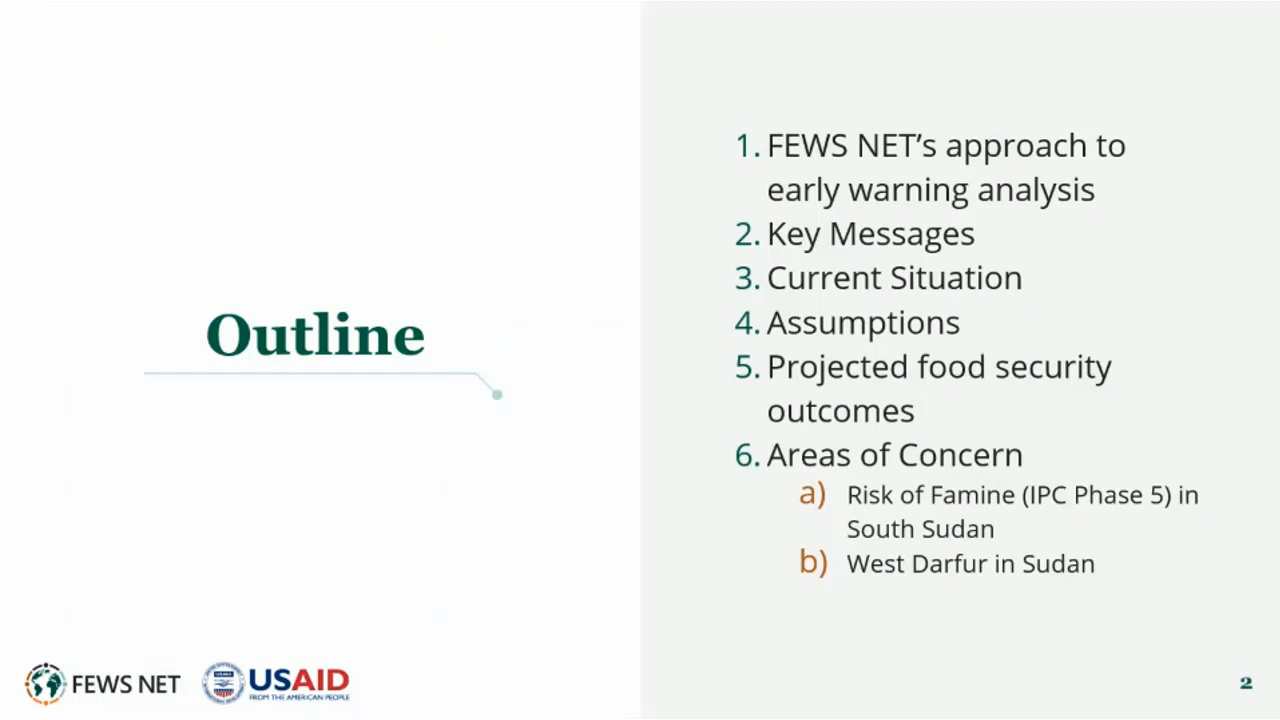 Outline
1. FEWS NET’s approach to
early warning analysis
2. Key Messages
3. Current Situation
4. Assumptions
5. Projected food security
outcomes
6. Areas of Concern
a) Risk of Famine (IPC Phase 5) in
South Sudan
b) West Darfur in Sudan
FEWS NET
USAID
FROM THE AMERICAN PEOPLE
2